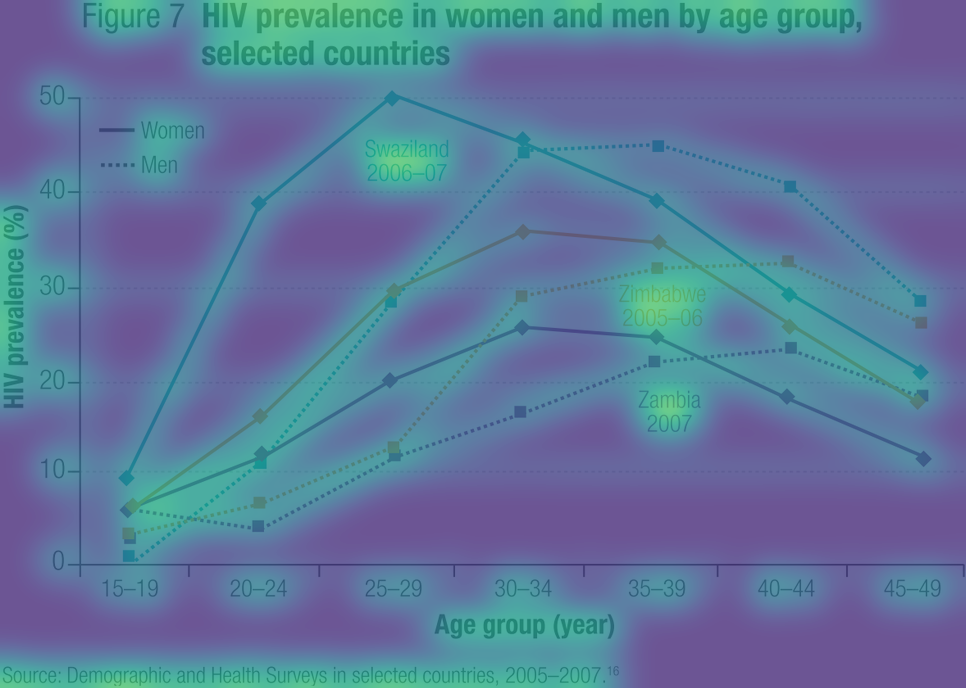 Figure 7 HIV prevalence in women and men by age group,
selected countries
50
Women
Men
Swaziland
2006–07
40
HIV prevalence (%)
30
Zimbabwe
2005–06
20
Zambia
2007
10
0
15–19 20–24 25–29 30–34 35–39 40–44 45–49
Age group (year)
Source: Demographic and Health Surveys in selected countries, 2005–2007.16